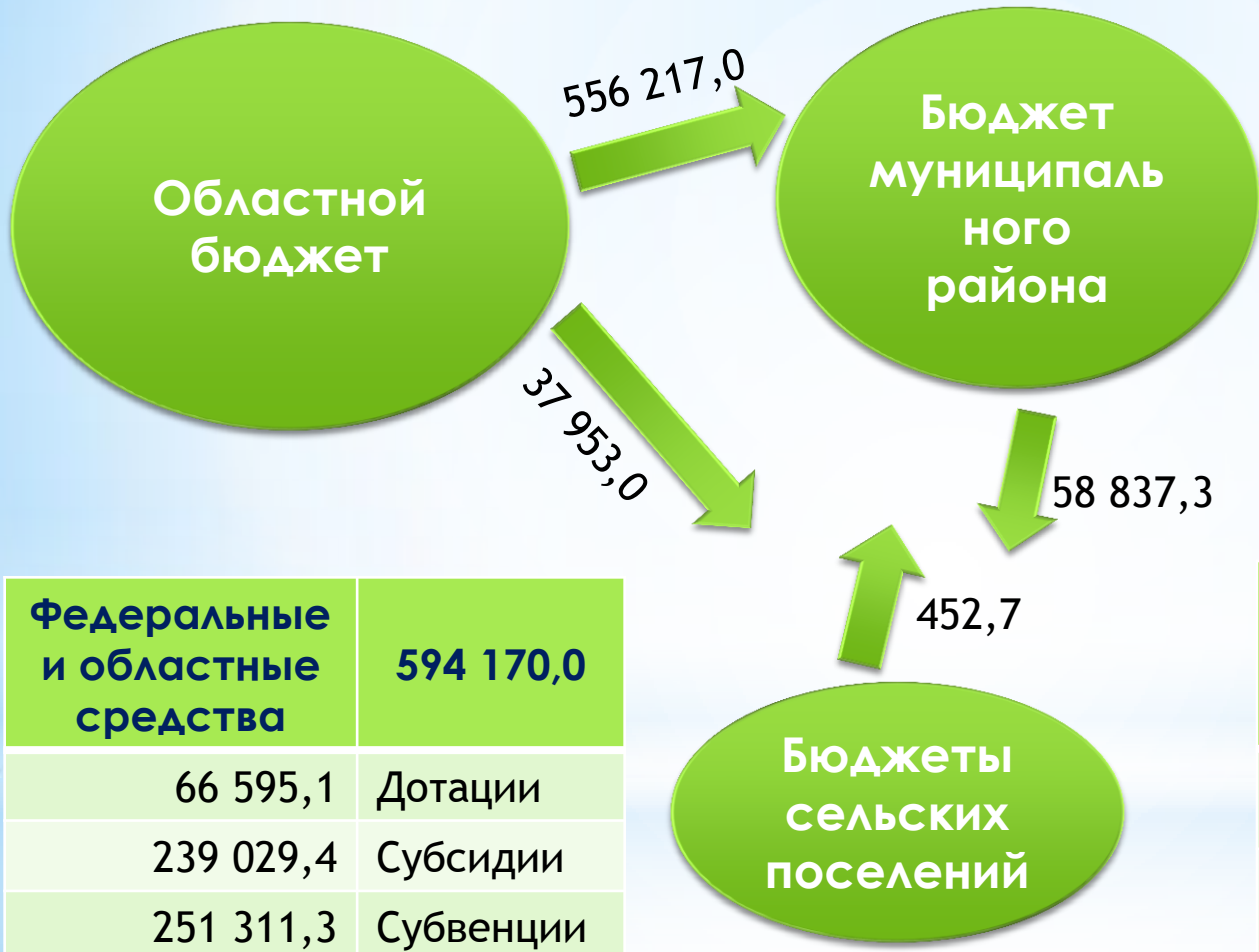 Областной
бюджет
556 217,0
Бюджет
муниципаль
ного
района
37 953,0
58 837,3
452,7
Бюджеты
сельских
поселений
Федеральные
и областные
средства
594 170,0
66 595,1 Дотации
239 029,4 Субсидии
251 311,3 Субвенции